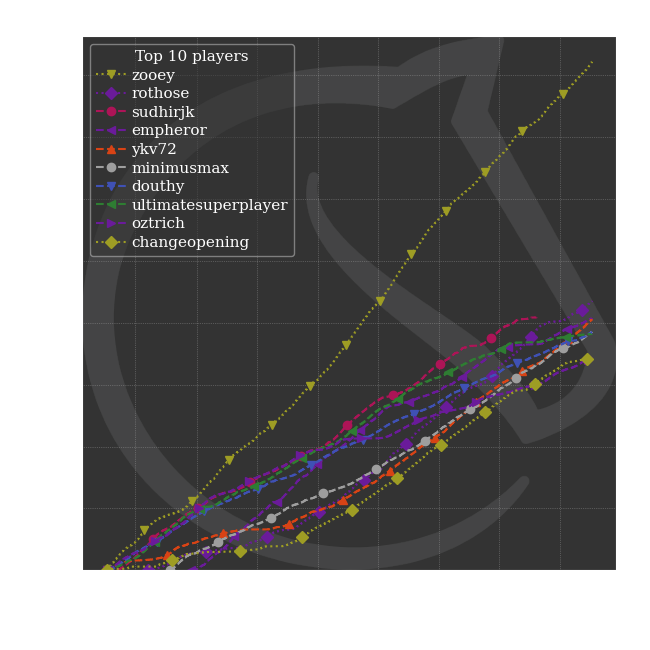 Top 10 players
zooey
rothose
sudhirjk
empheror
ykv72
minimusmax
douthy
ultimatesuperplayer
oztrich
changeopening